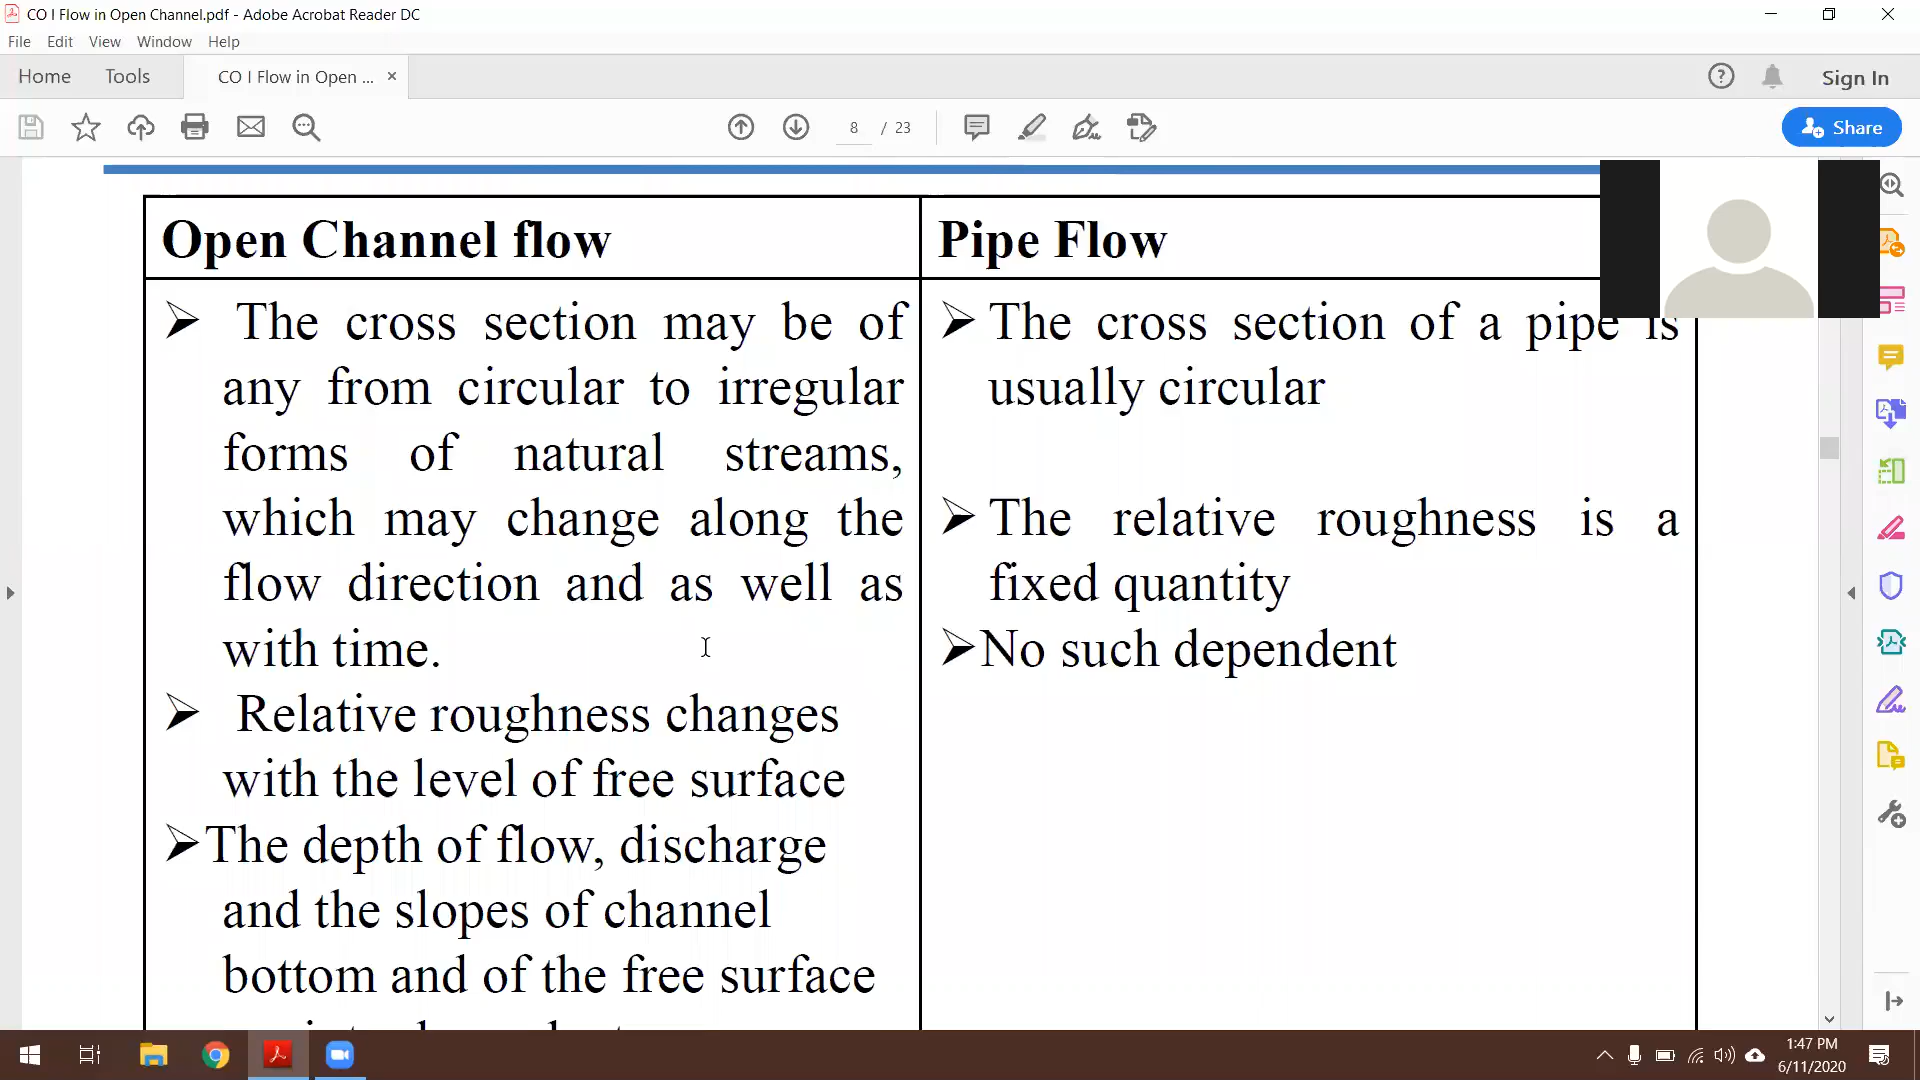 CO I Flow in Open Channel.pdf - Adobe Acrobat Reader DC
File Edit View Window Help
Home Tools CO I Flow in Open ... × Sign In
8 / 23 Share
Open Channel flow
➢ The cross section may be of
any from circular to irregular
forms of natural streams,
which may change along the
flow direction and as well as
with time.
➢ Relative roughness changes
with the level of free surface
➢The depth of flow, discharge
and the slopes of channel
bottom and of the free surface
Pipe Flow
➢ The cross section of a pipe is
usually circular
➢ The relative roughness is a
fixed quantity
➢No such dependent
1:47 PM
6/11/2020